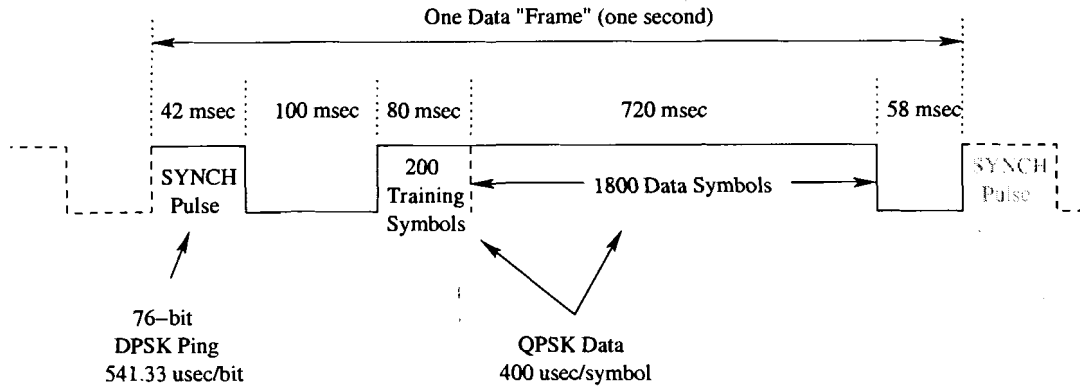 One Data "Frame" (one second)
42 msec
100 msec
80 msec
720 msec
58 msec
SYNCH
Pulse
200
Training
Symbols
1800 Data Symbols
SYNCH
Pulse
76-bit
DPSK Ping
541.33 usec/bit
QPSK Data
400 usec/symbol